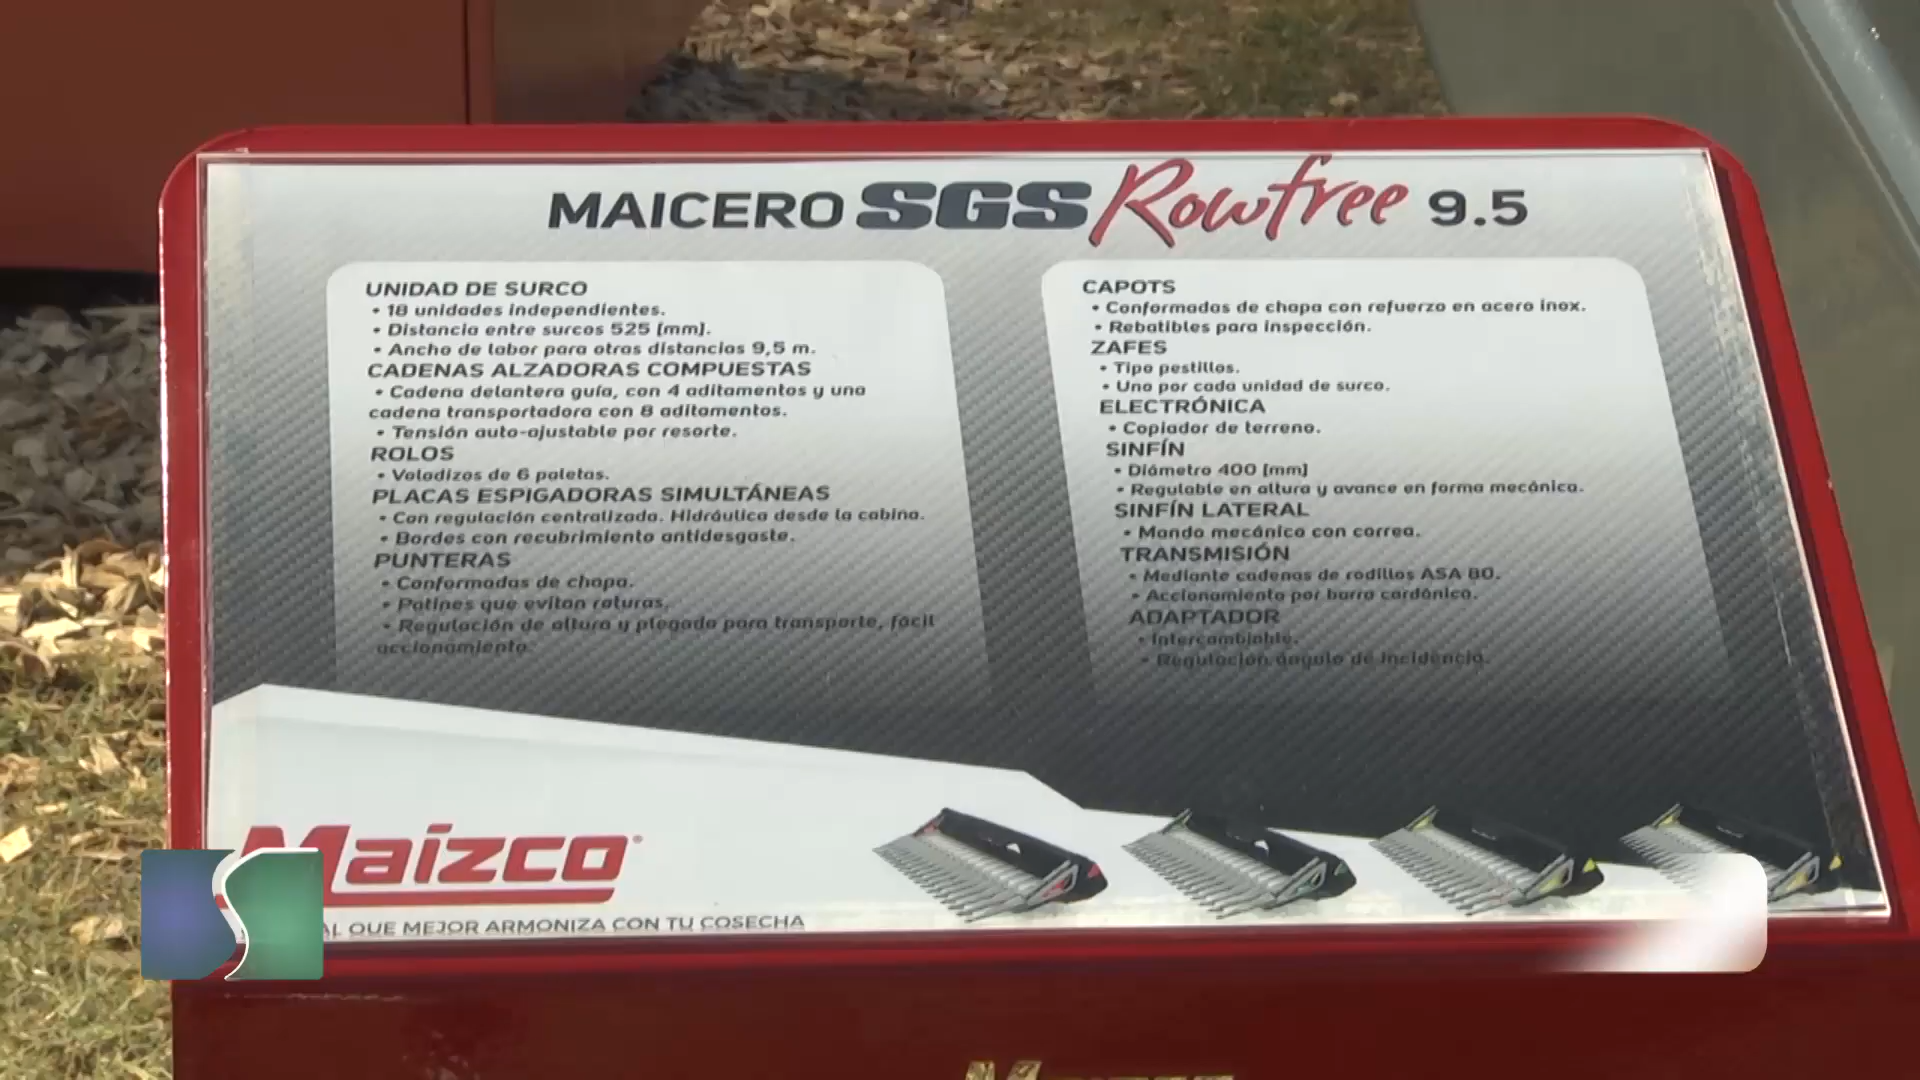 MAICERO SGS Rowfree 9.5
UNIDAD DE SURCO
• 18 unidades independientes.
• Distancia entre surcos 525 [mm].
• Ancho de labor para otras distancias 9,5 m.
CADENAS ALZADORAS COMPUESTAS
• Cadena delantera guía, con 4 aditamentos y una
cadena transportadora con 8 aditamentos.
• Tensión auto-ajustable por resorte.
ROLOS
• Voladizos de 6 paletas.
PLACAS ESPIGADORAS SIMULTÁNEAS
• Con regulación centralizada. Hidráulica desde la cabina.
• Bordes con recubrimiento antidesgaste.
PUNTERAS
• Conformadas de chapa.
• Patines que evitan roturas.
• Regulación de altura y plegado para transporte, fácil
accionamiento.
CAPOTS
• Conformadas de chapa con refuerzo en acero inox.
• Rebatibles para inspección.
ZAFES
• Tipo pestillos.
• Uno por cada unidad de surco.
ELECTRÓNICA
• Copiador de terreno.
SINFÍN
• Diámetro 400 [mm]
• Regulable en altura y avance en forma mecánica.
SINFÍN LATERAL
• Mando mecánico con correa.
TRANSMISIÓN
• Mediante cadenas de rodillos ASA 80.
• Accionamiento por barra cardánica.
ADAPTADOR
• Intercambiable.
• Regulación ángulo de incidencia.
Maízco
QUE MEJOR ARMONIZA CON TU COSECHA